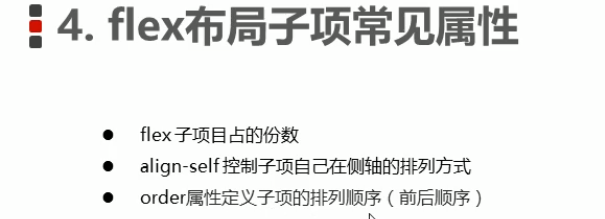 4. flex布局子项常见属性
● flex 子项目占的份数
● align-self 控制子项自己在侧轴的排列方式
● order属性定义子项的排列顺序（前后顺序）